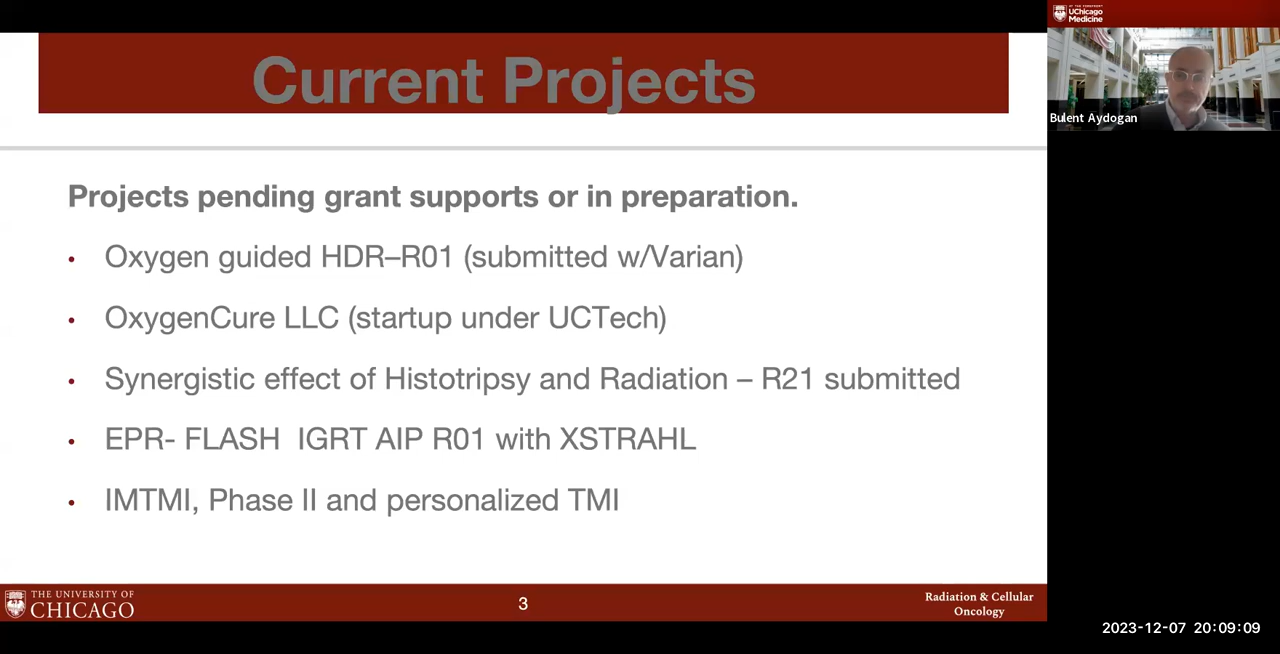 Current Projects
Projects pending grant supports or in preparation.
• Oxygen guided HDR–R01 (submitted w/Varian)
• OxygenCure LLC (startup under UCTech)
• Synergistic effect of Histotripsy and Radiation – R21 submitted
• EPR- FLASH IGRT AIP R01 with XSTRAHL
• IMTMI, Phase II and personalized TMI
THE UNIVERSITY OF
CHICAGO
3
Radiation & Cellular
Oncology
UChicago
Medicine
Bulent Aydogan
2023-12-07 20:09:09